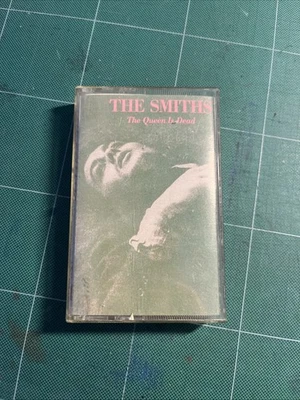 THE SMITHS
The Queen Is Dead